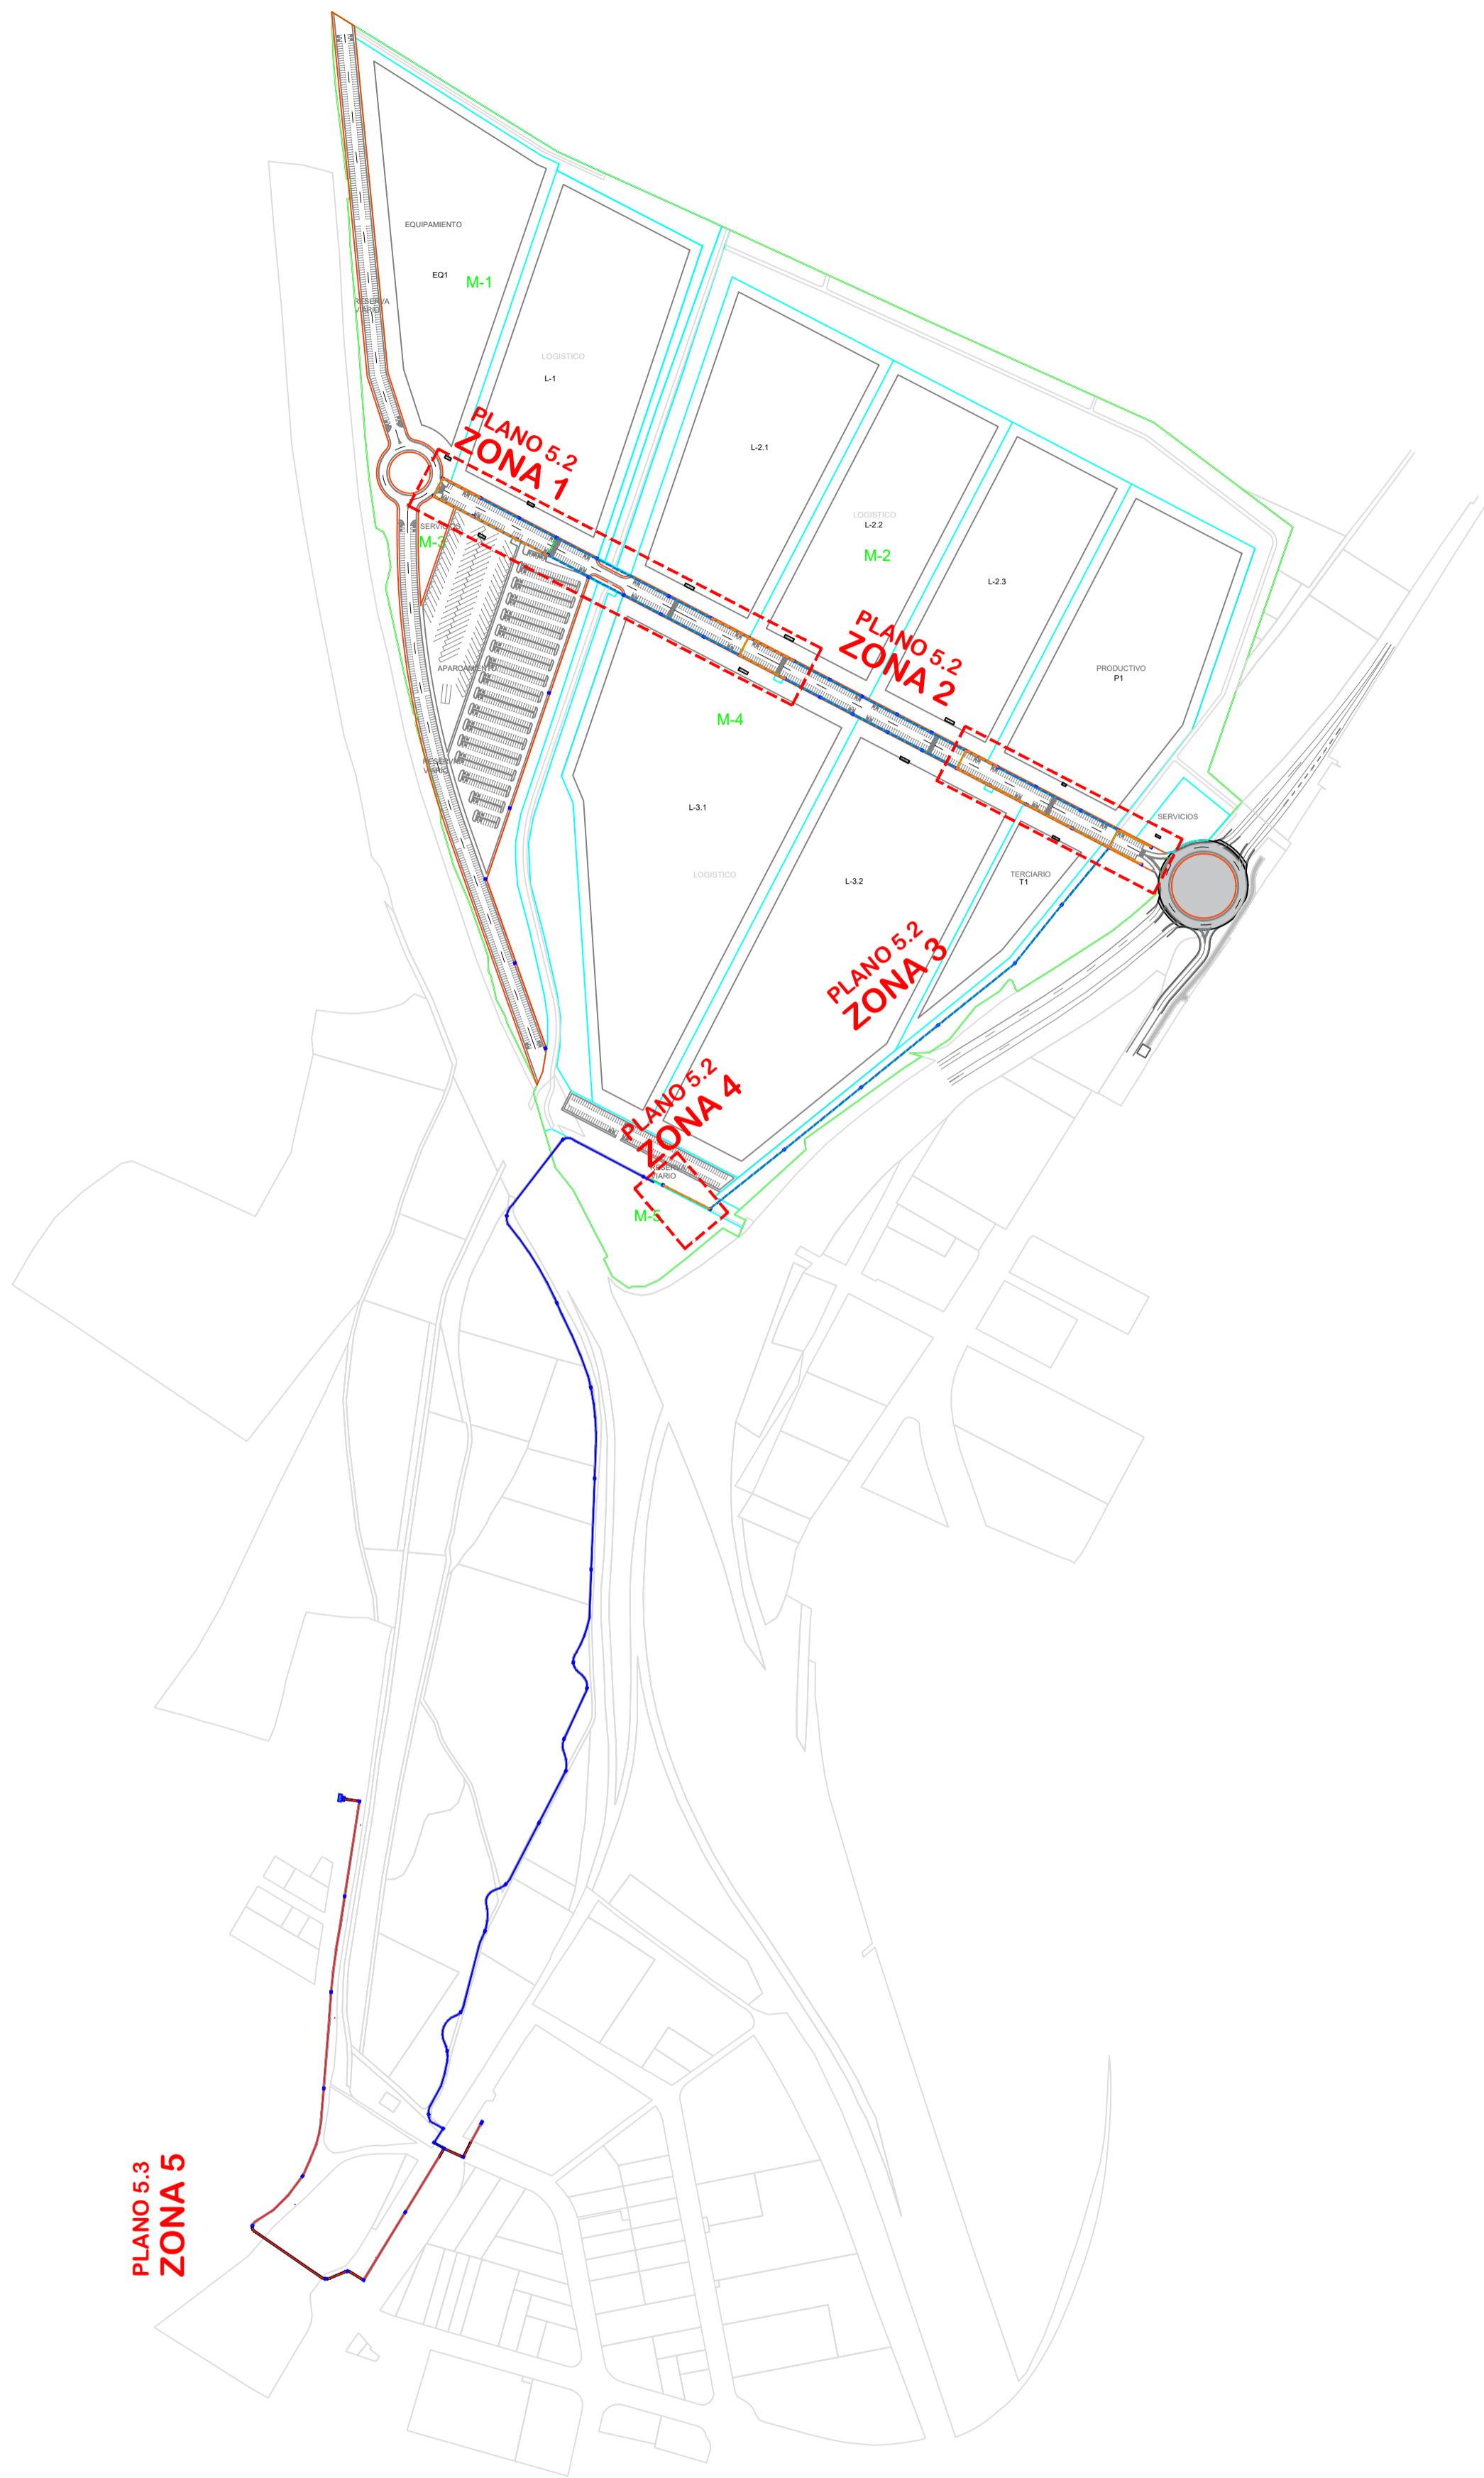 EQUIPAMIENTO
EQ1
M-1
RESERVA
VIARIO
LOGISTICO
L-1
PLANO 5.2
ZONA 1
L-2.1
LOGISTICO
L-2.2
M-2
L-2.3
SERVICIOS
M-3
PLANO 5.2
ZONA 2
PRODUCTIVO
P1
APARCAMIENTO
M-4
RESERVA
VIARIO
L-3.1
SERVICIOS
LOGISTICO
L-3.2
TERCIARIO
T1
PLANO 5.2
ZONA 3
PLANO 5.2
ZONA 4
RESERVA
VIARIO
M-5
PLANO 5.3
ZONA 5